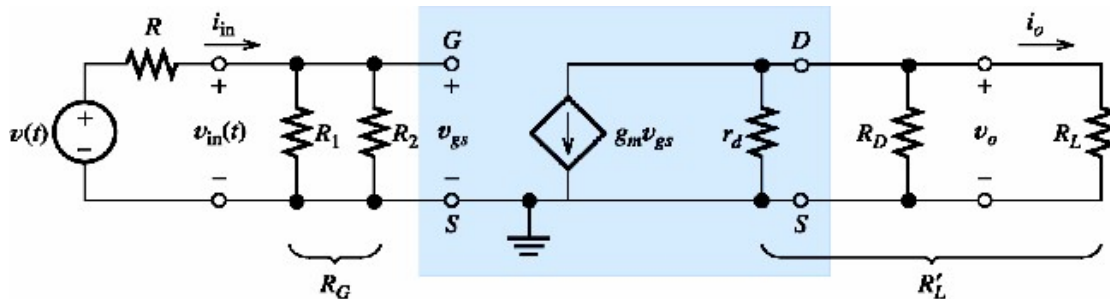 R
i_in
G
D
i_o
+
+
+
+
v(t)
+
−
v_in(t)
R_1
R_2
v_gs
g_m v_gs
r_d
R_D
v_o
R_L
−
−
−
S
S
R_G
R′_L